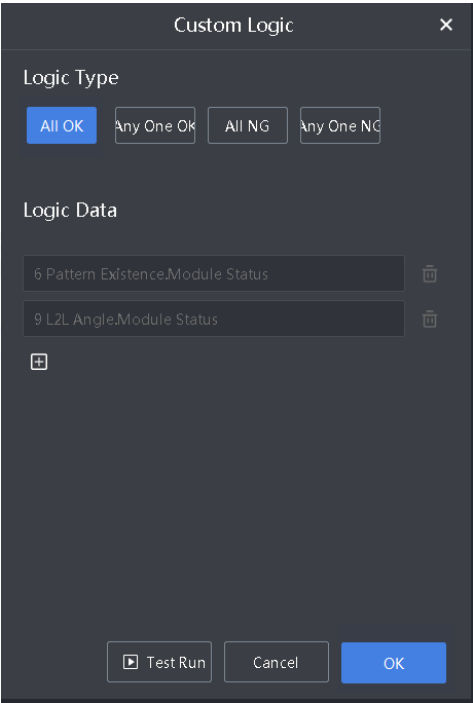 Custom Logic
Logic Type
All OK Any One OK All NG Any One NG
Logic Data
6 Pattern Existence.Module Status
9 L2L Angle.Module Status
Test Run Cancel OK